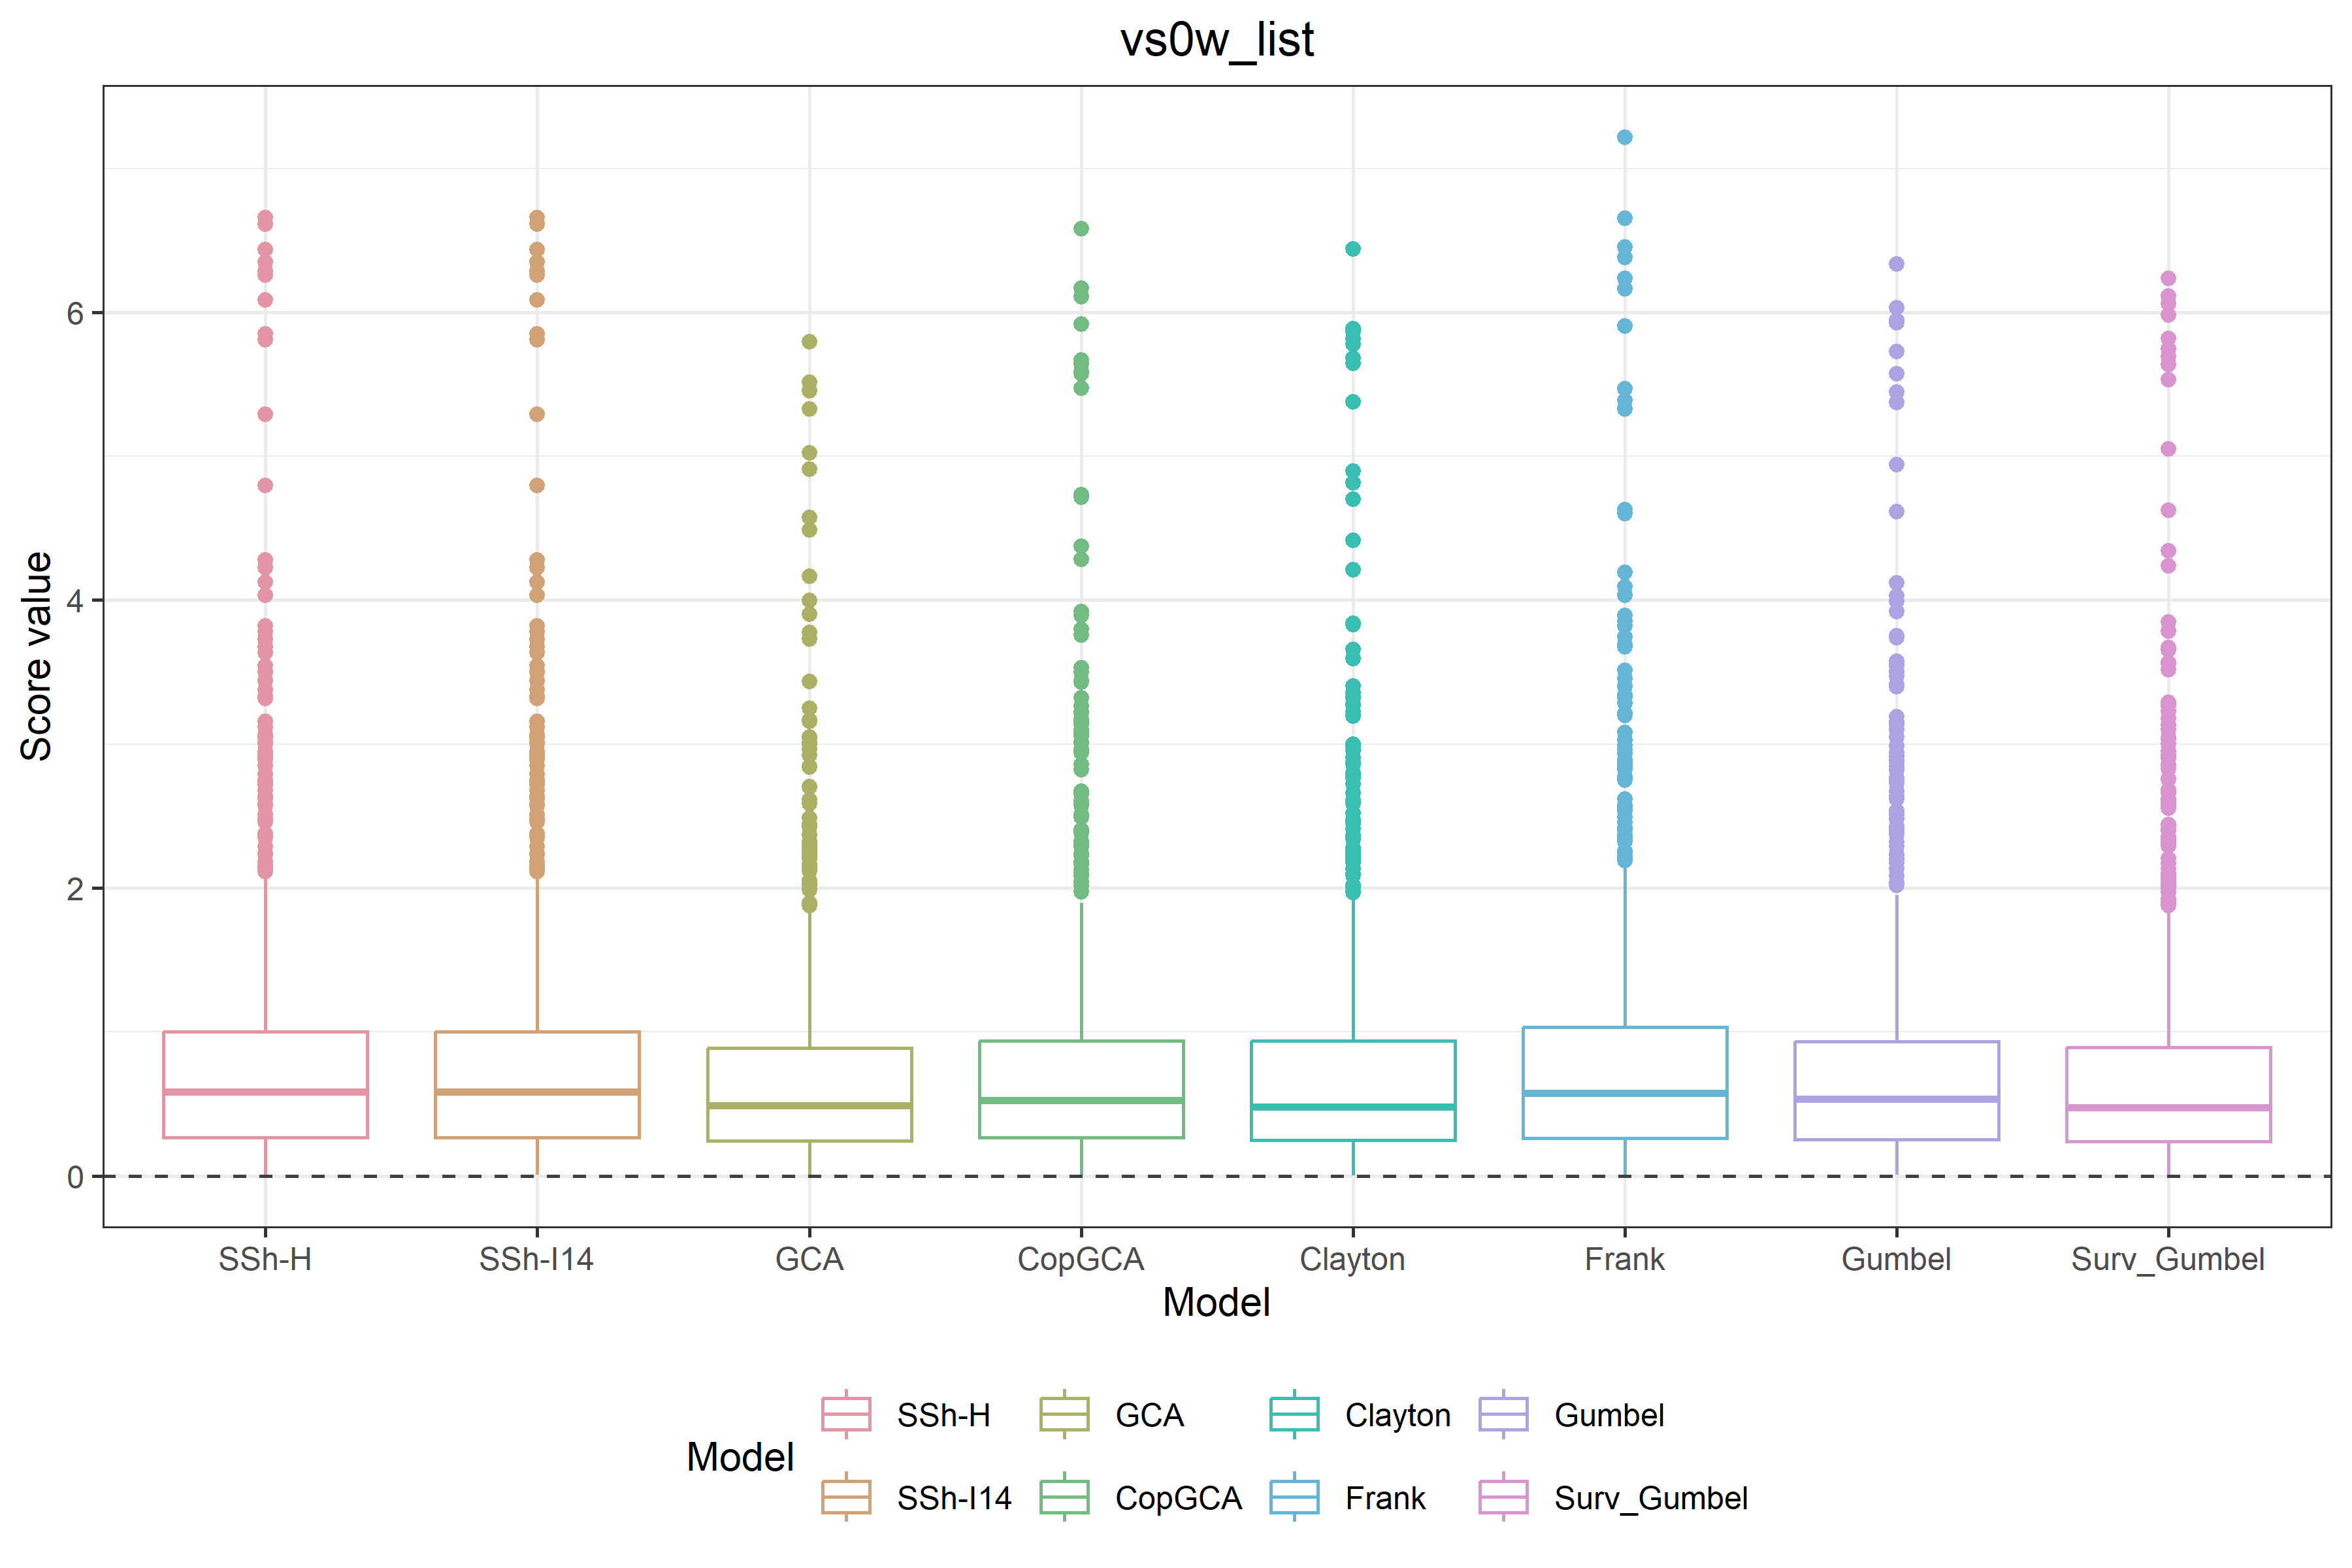 vs0w_list
Score value
6
4
2
0
SSh-H SSh-I14 GCA CopGCA Clayton Frank Gumbel Surv_Gumbel
Model
Model
SSh-H GCA Clayton Gumbel
SSh-I14 CopGCA Frank Surv_Gumbel